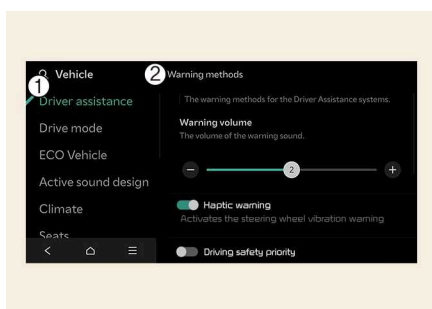 Vehicle
1
2
Warning methods
Driver assistance
Drive mode
ECO Vehicle
Active sound design
Climate
Seats
The warning methods for the Driver Assistance systems.
Warning volume
The volume of the warning sound.
2
Haptic warning
Activates the steering wheel vibration warning
Driving safety priority